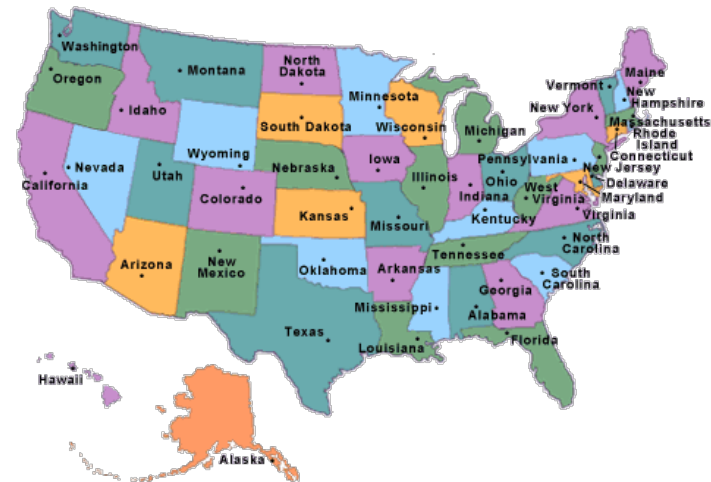 Washington
Oregon
Montana
Idaho
North
Dakota
South Dakota
Minnesota
Wisconsin
Michigan
Vermont
Maine
New
Hampshire
New York
Massachusetts
Rhode
Island
Connecticut
New Jersey
Delaware
Maryland
Pennsylvania
Nevada
California
Utah
Wyoming
Colorado
Nebraska
Iowa
Illinois
Indiana
Ohio
West
Virginia
Virginia
Kentucky
Kansas
Missouri
Arizona
New
Mexico
Oklahoma
Arkansas
Tennessee
North
Carolina
South
Carolina
Georgia
Alabama
Mississippi
Texas
Louisiana
Florida
Hawaii
Alaska